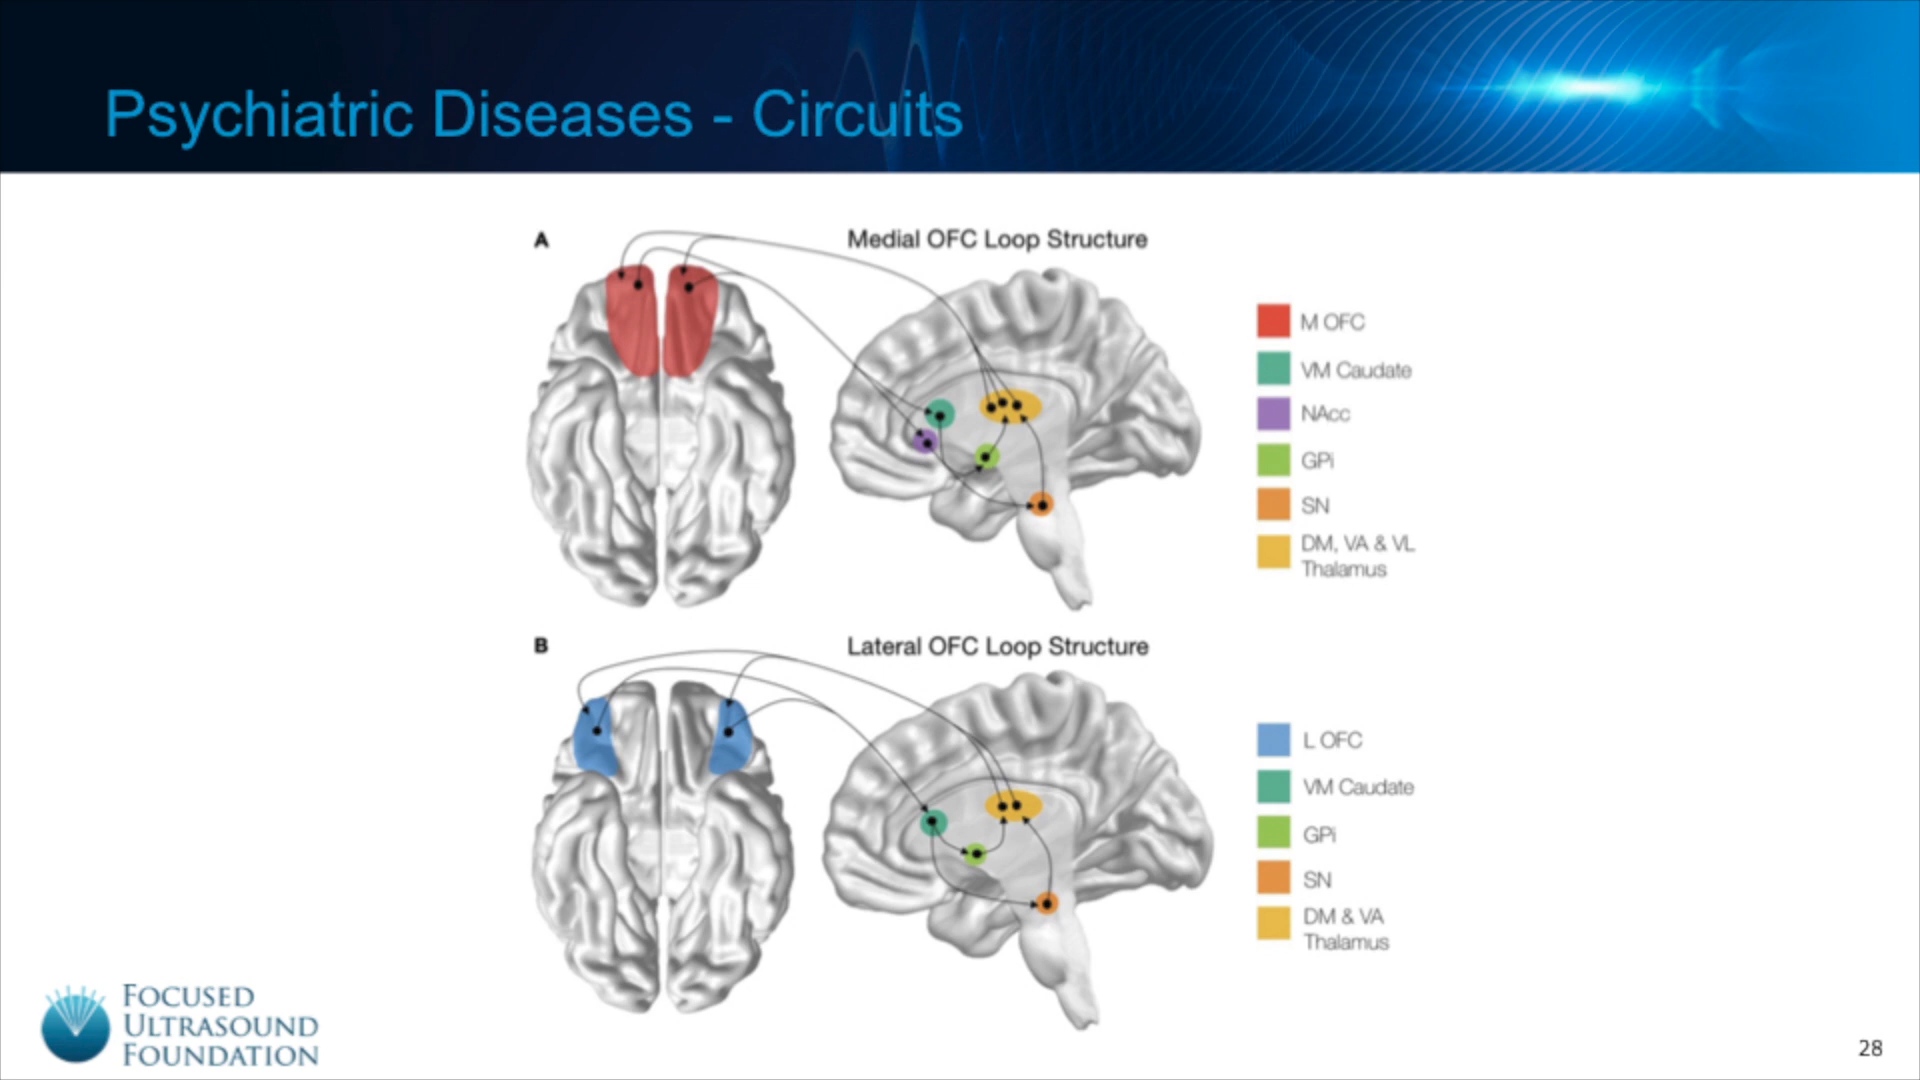 Psychiatric Diseases - Circuits
A
Medial OFC Loop Structure
M OFC
VM Caudate
NAcc
GPi
SN
DM, VA & VL
Thalamus
B
Lateral OFC Loop Structure
L OFC
VM Caudate
GPi
SN
DM & VA
Thalamus
FOCUSED
ULTRASOUND
FOUNDATION
28